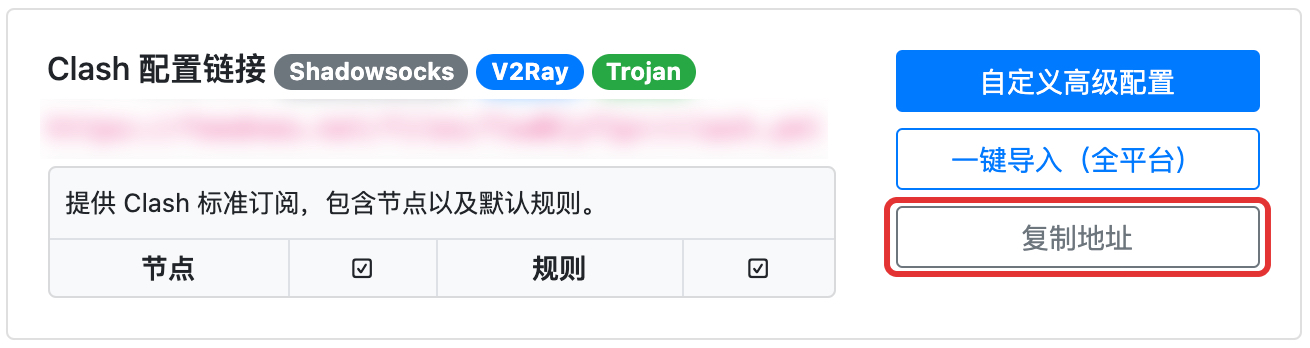 Clash 配置链接 Shadowsocks V2Ray Trojan
提供 Clash 标准订阅，包含节点以及默认规则。
节点 规则
自定义高级配置
一键导入（全平台）
复制地址